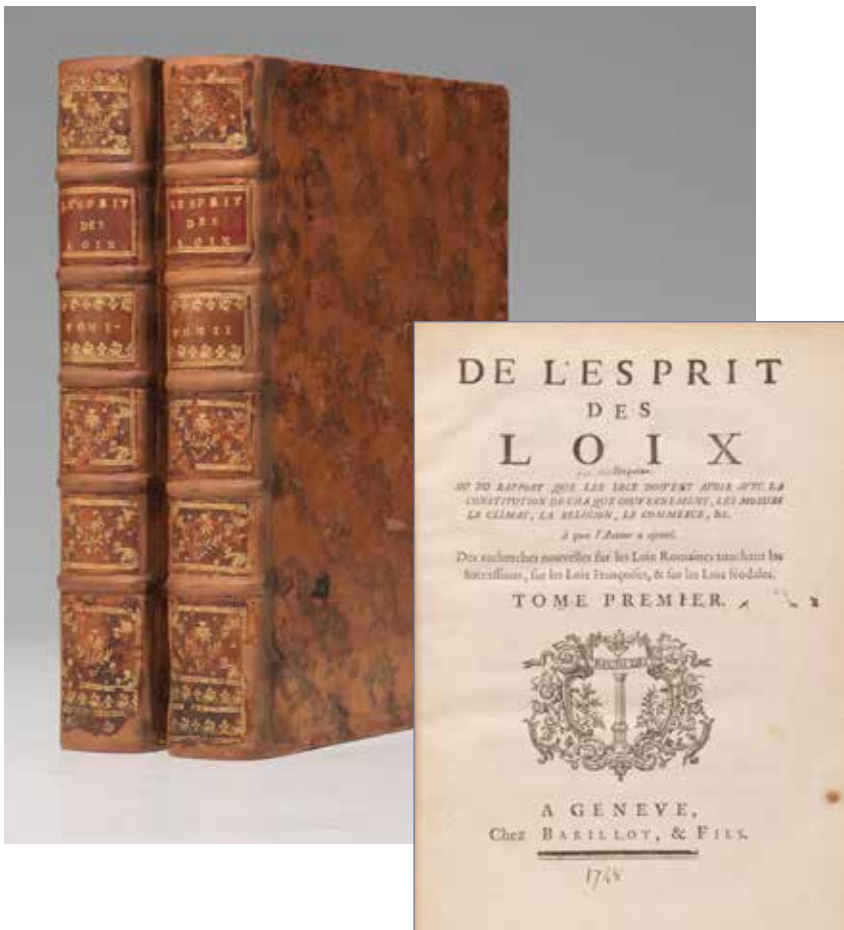 L'ESPRIT
DES
LOIX
TOME I
L'ESPRIT
DES
LOIX
TOME II
DE L'ESPRIT
DES
LOIX
OU DU RAPPORT QUE LES LOIX DOIVENT AVOIR AVEC LA
CONSTITUTION DE CHAQUE GOUVERNEMENT, LES MOEURS
LE CLIMAT, LA RELIGION, LE COMMERCE, &c.
à quoi l'Auteur a ajouté.
Des recherches nouvelles sur les Loix Romaines touchant les
Successions, sur les Loix Françoises, & sur les Loix féodales.
TOME PREMIER.
A GENEVE,
Chez BARILLOT, & FILS.
1748